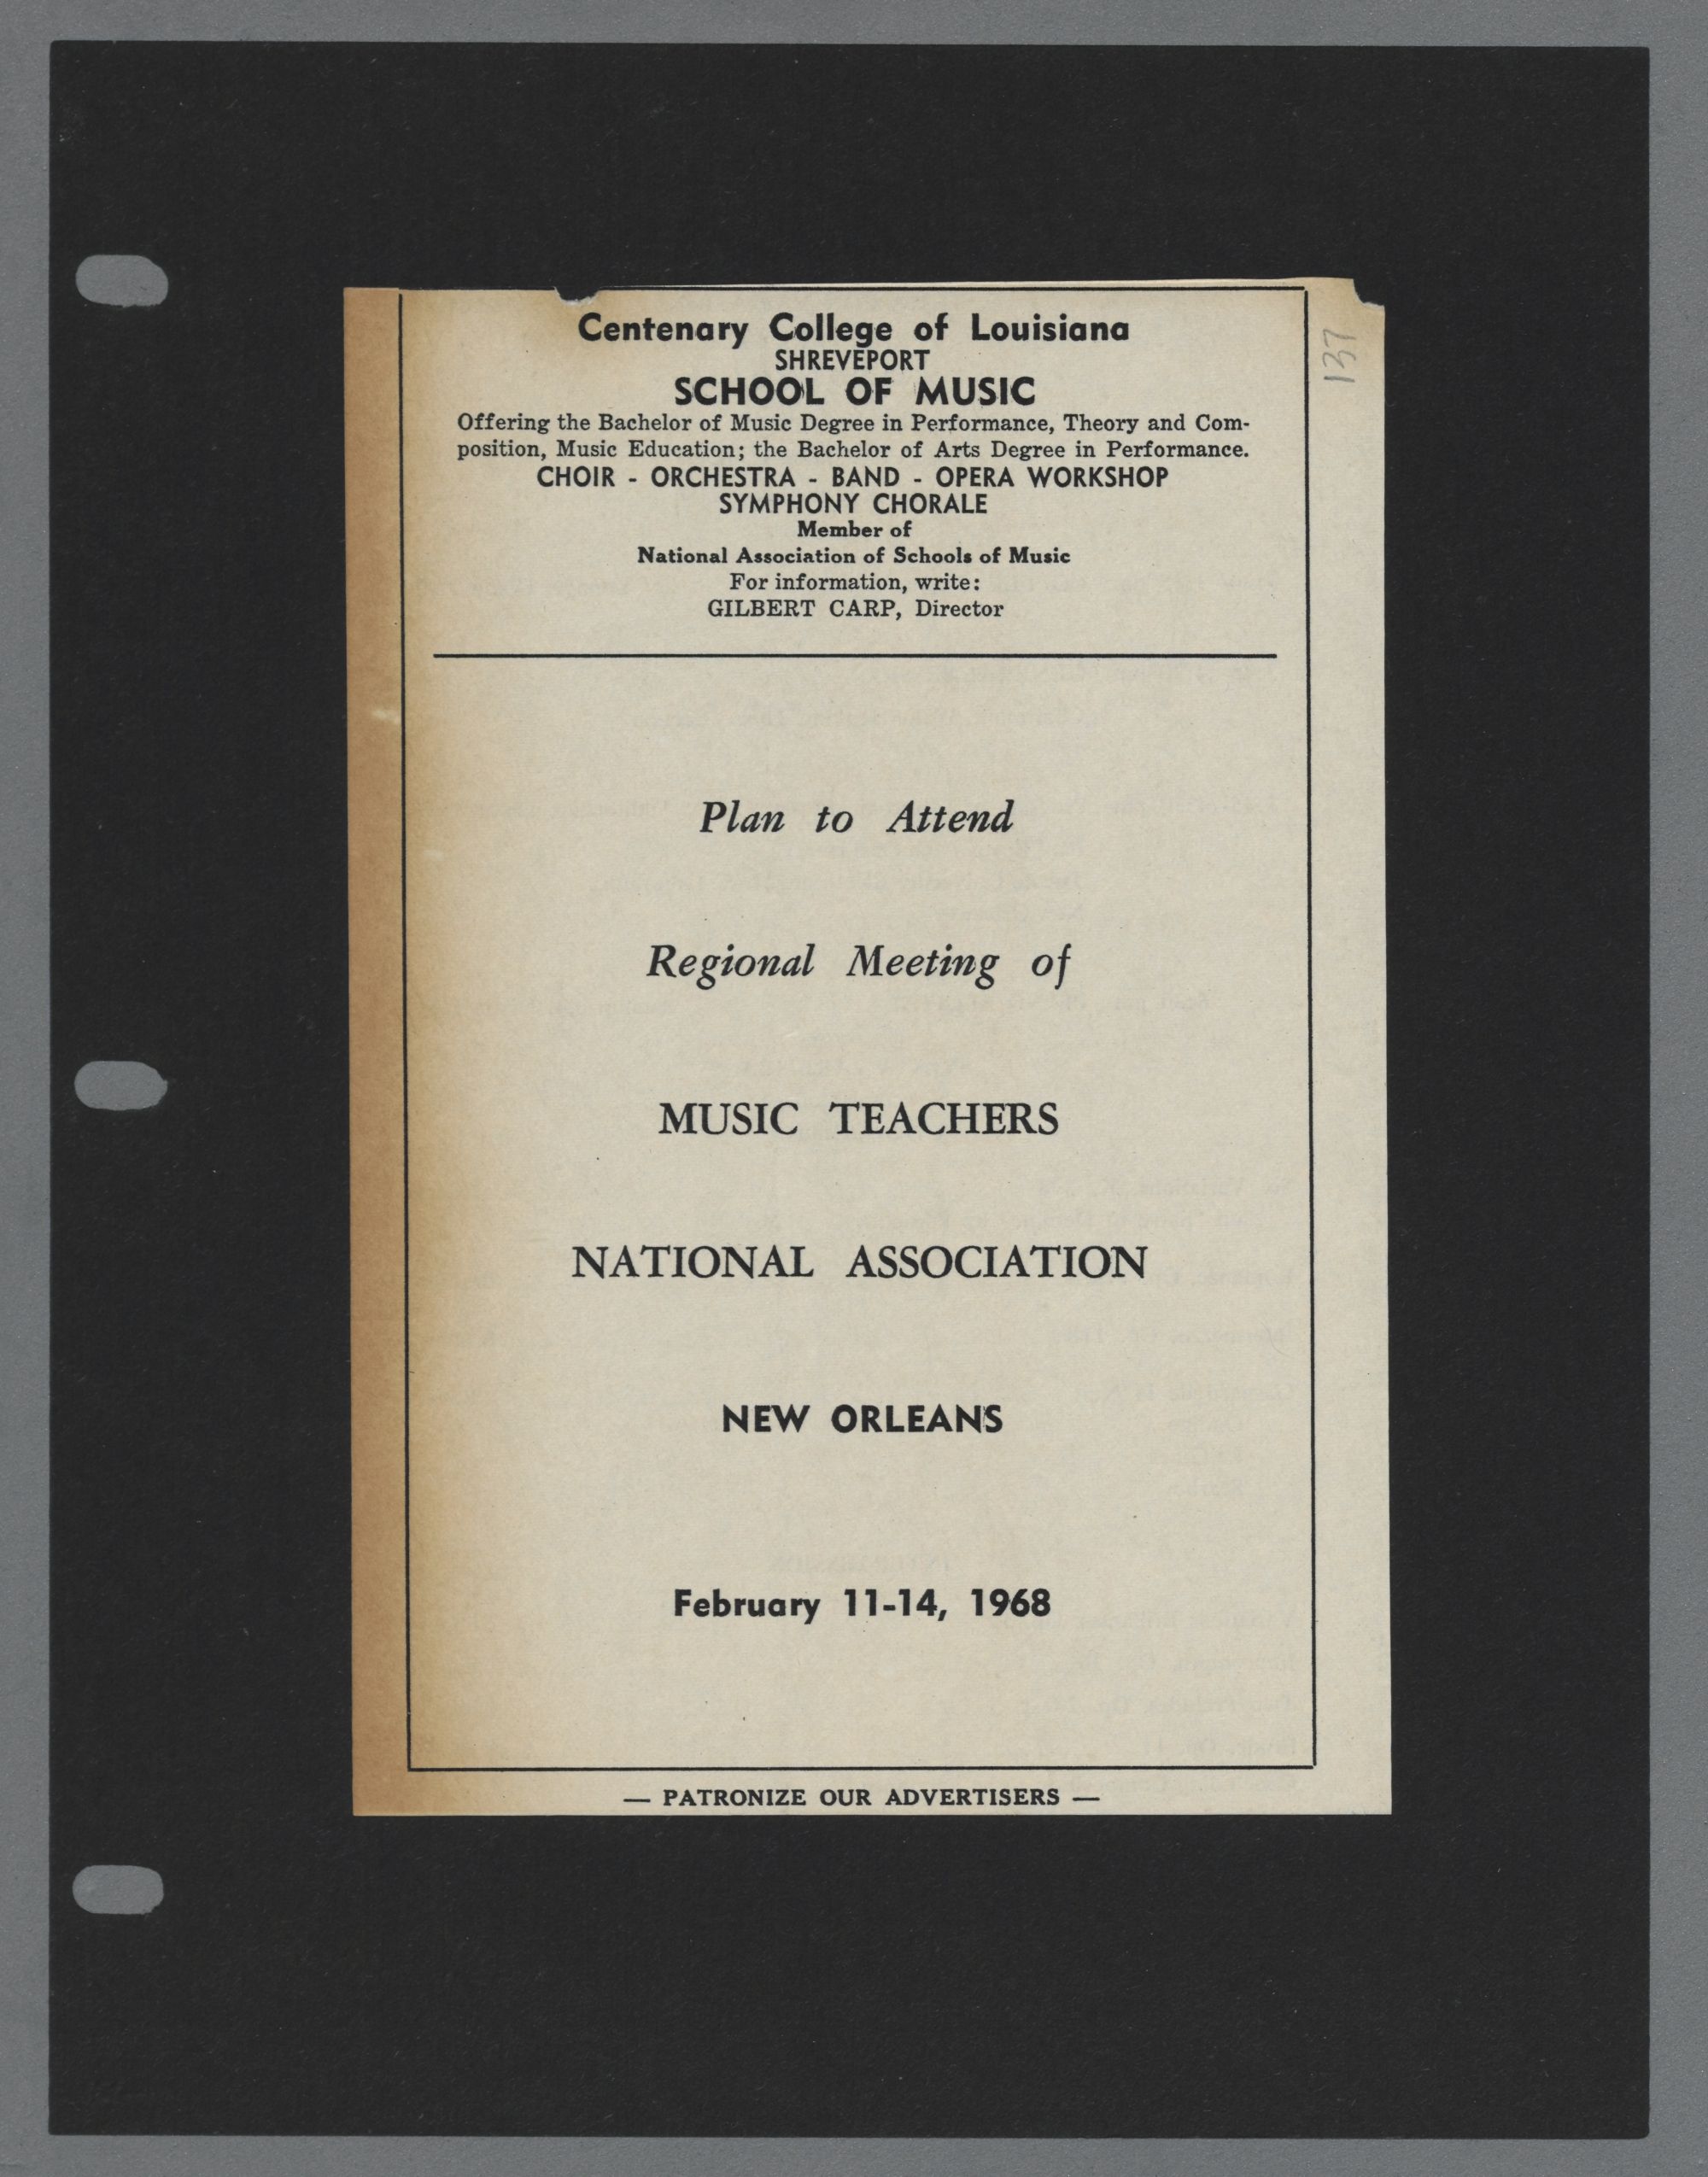 Centenary College of Louisiana
SHREVEPORT
SCHOOL OF MUSIC
Offering the Bachelor of Music Degree in Performance, Theory and Com-
position, Music Education; the Bachelor of Arts Degree in Performance.
CHOIR - ORCHESTRA - BAND - OPERA WORKSHOP
SYMPHONY CHORALE
Member of
National Association of Schools of Music
For information, write:
GILBERT CARP, Director
137
Plan to Attend
Regional Meeting of
MUSIC TEACHERS
NATIONAL ASSOCIATION
NEW ORLEANS
February 11-14, 1968
— PATRONIZE OUR ADVERTISERS —